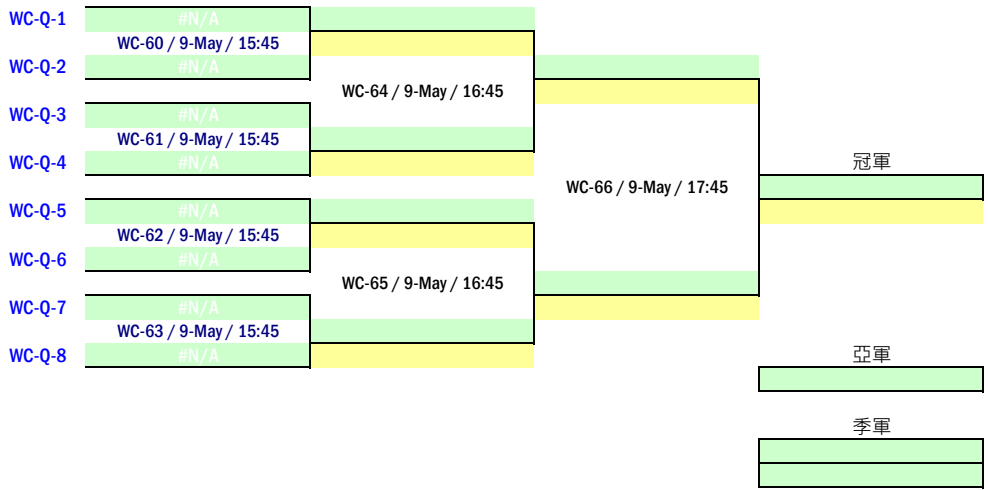 WC-Q-1 #N/A
WC-60 / 9-May / 15:45
WC-Q-2 #N/A
WC-64 / 9-May / 16:45
WC-Q-3 #N/A
WC-61 / 9-May / 15:45
WC-Q-4 #N/A
冠軍
WC-66 / 9-May / 17:45
WC-Q-5 #N/A
WC-62 / 9-May / 15:45
WC-Q-6 #N/A
WC-65 / 9-May / 16:45
WC-Q-7 #N/A
WC-63 / 9-May / 15:45
WC-Q-8 #N/A
亞軍
季軍